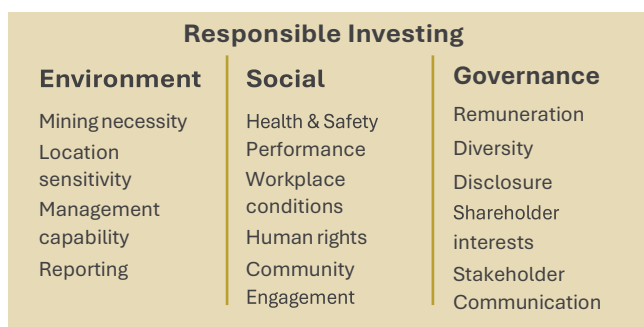 Responsible Investing
Environment
Mining necessity
Location
sensitivity
Management
capability
Reporting
Social
Health & Safety
Performance
Workplace
conditions
Human rights
Community
Engagement
Governance
Remuneration
Diversity
Disclosure
Shareholder
interests
Stakeholder
Communication